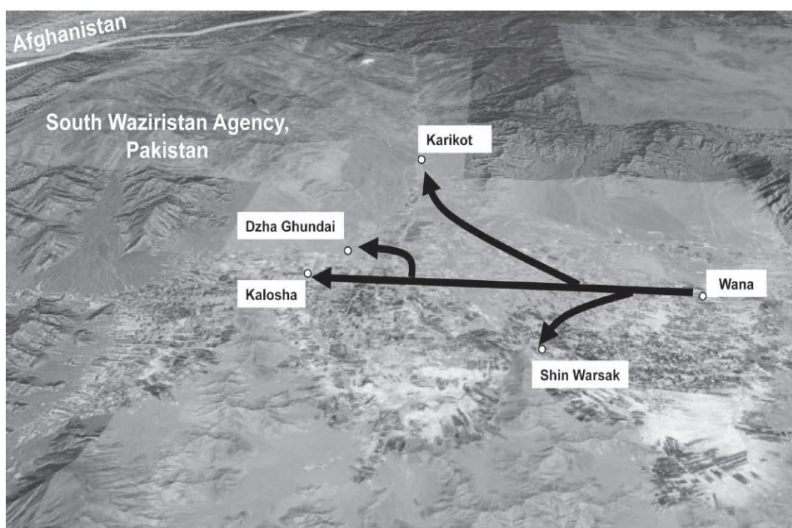 Afghanistan
South Waziristan Agency,
Pakistan
Karikot
Dzha Ghundai
Kalosha
Wana
Shin Warsak